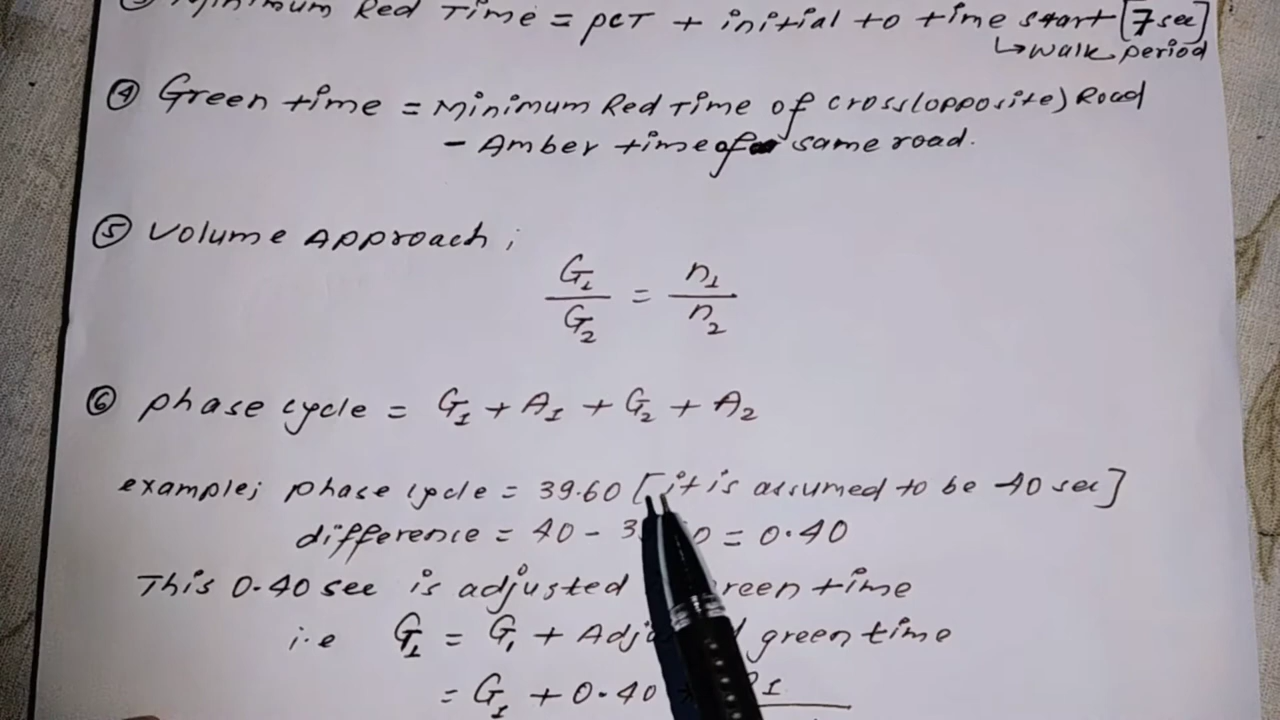 ③ Minimum Red Time = PCT + initial to time start [7 sec]
↳ walk period
④ Green time = Minimum Red Time of cross(opposite) Road
- Amber time of same road.
⑤ Volume Approach;
G1/G2 = n1/n2
⑥ phase cycle = G1 + A1 + G2 + A2
example; phase cycle = 39.60 [it is assumed to be 40 sec]
difference = 40 - = 0.40
This 0.40 sec is adjusted green time
i.e G1 = G1 + green time
= G1 + 0.40